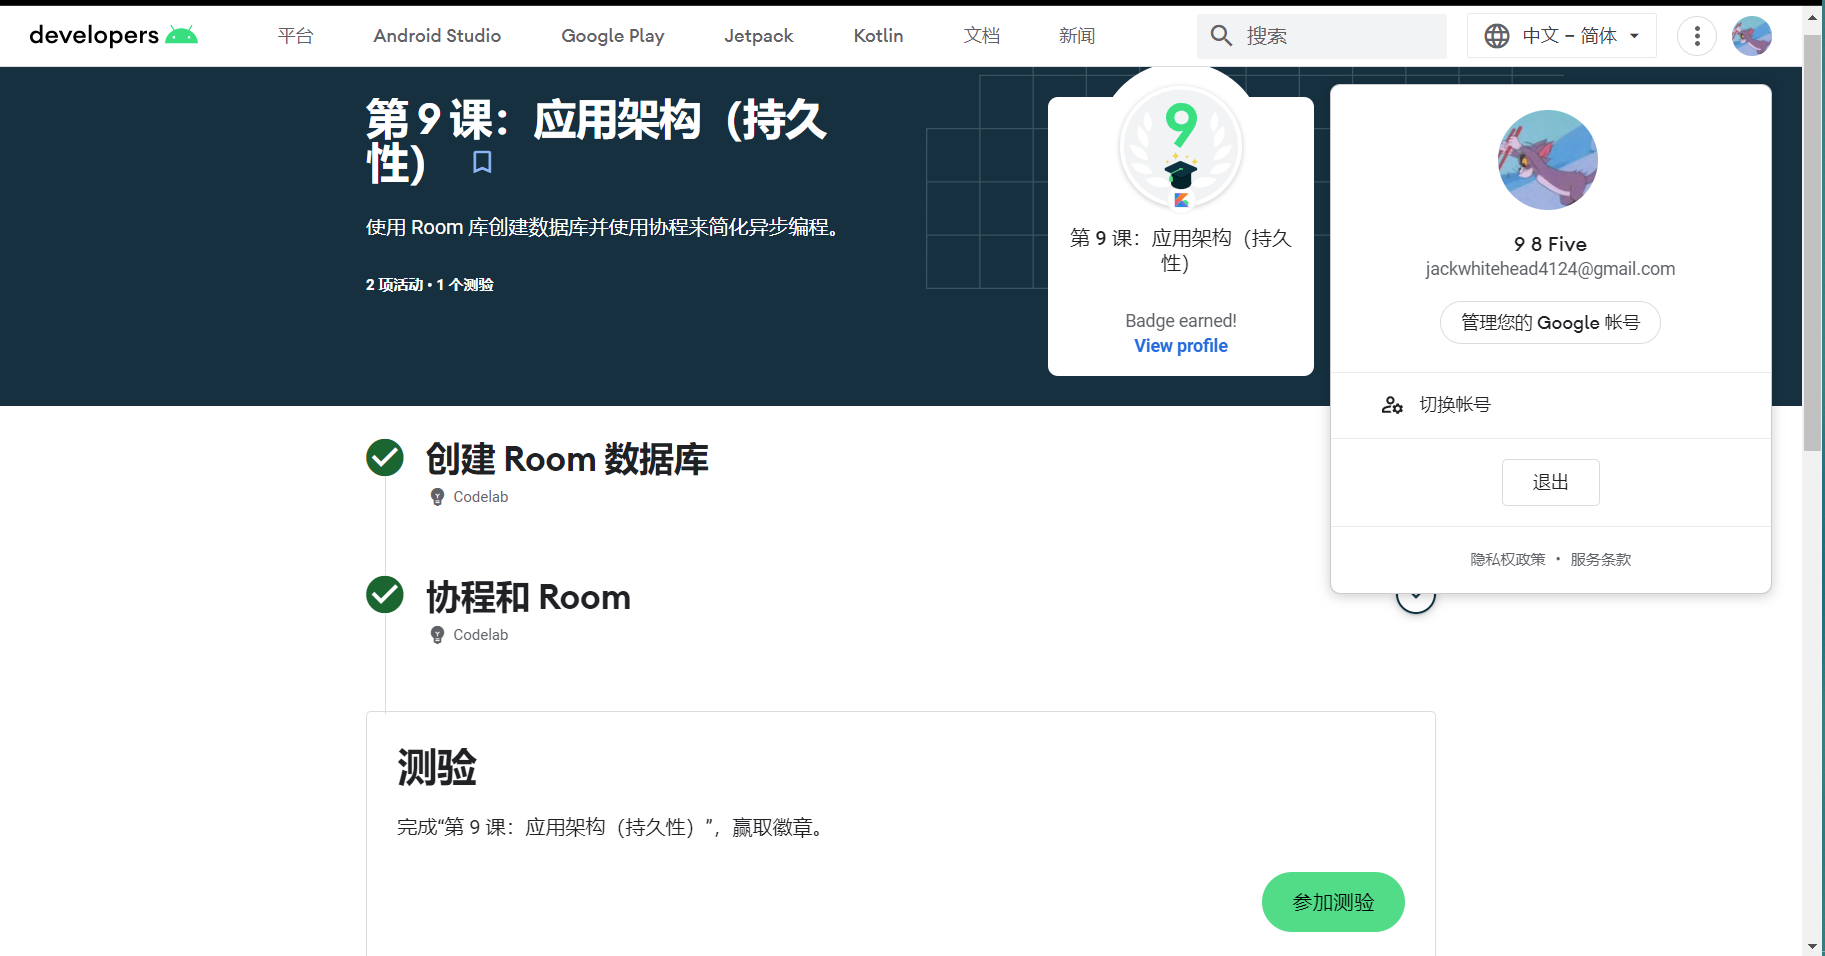 developers
平台
Android Studio
Google Play
Jetpack
Kotlin
文档
新闻
搜索
中文 – 简体
第 9 课：应用架构（持久
性）
使用 Room 库创建数据库并使用协程来简化异步编程。
2 项活动 • 1 个测验
9
第 9 课：应用架构（持久
性）
Badge earned!
View profile
9 8 Five
jackwhitehead4124@gmail.com
管理您的 Google 帐号
切换帐号
退出
隐私权政策 • 服务条款
创建 Room 数据库
Codelab
协程和 Room
Codelab
测验
完成“第 9 课：应用架构（持久性）”，赢取徽章。
参加测验